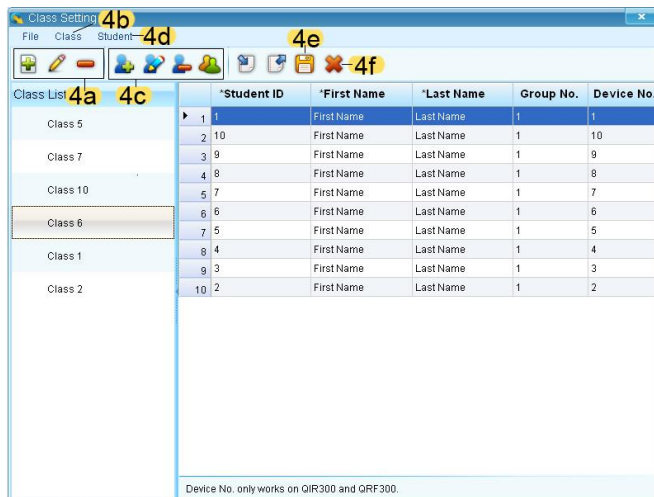 Class Setting 4b
File Class Student 4d 4e
4f
4a 4c
Class List
Class 5
Class 7
Class 10
Class 6
Class 1
Class 2
*Student ID *First Name *Last Name Group No. Device No.
1 1 First Name Last Name 1 1
2 10 First Name Last Name 1 10
3 9 First Name Last Name 1 9
4 8 First Name Last Name 1 8
5 7 First Name Last Name 1 7
6 6 First Name Last Name 1 6
7 5 First Name Last Name 1 5
8 4 First Name Last Name 1 4
9 3 First Name Last Name 1 3
10 2 First Name Last Name 1 2
Device No. only works on QIR300 and QRF300.